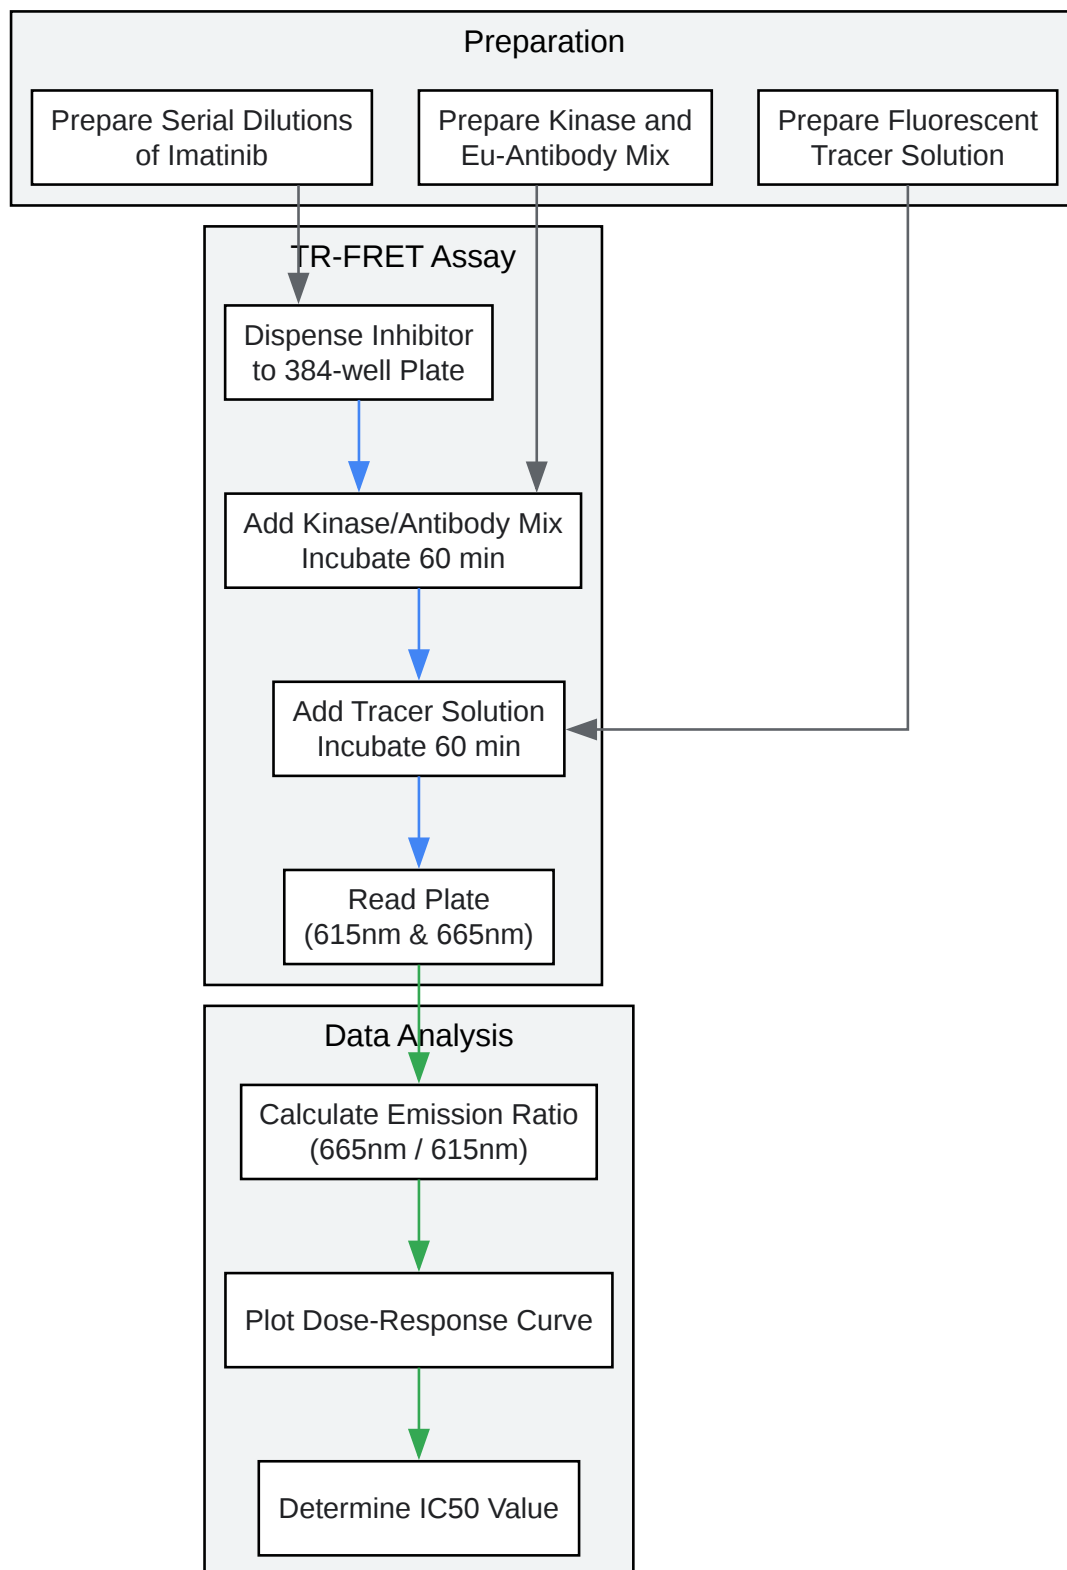 Preparation
Prepare Serial Dilutions
of Imatinib
Prepare Kinase and
Eu-Antibody Mix
Prepare Fluorescent
Tracer Solution
TR-FRET Assay
Dispense Inhibitor
to 384-well Plate
Add Kinase/Antibody Mix
Incubate 60 min
Add Tracer Solution
Incubate 60 min
Read Plate
(615nm & 665nm)
Data Analysis
Calculate Emission Ratio
(665nm / 615nm)
Plot Dose-Response Curve
Determine IC50 Value